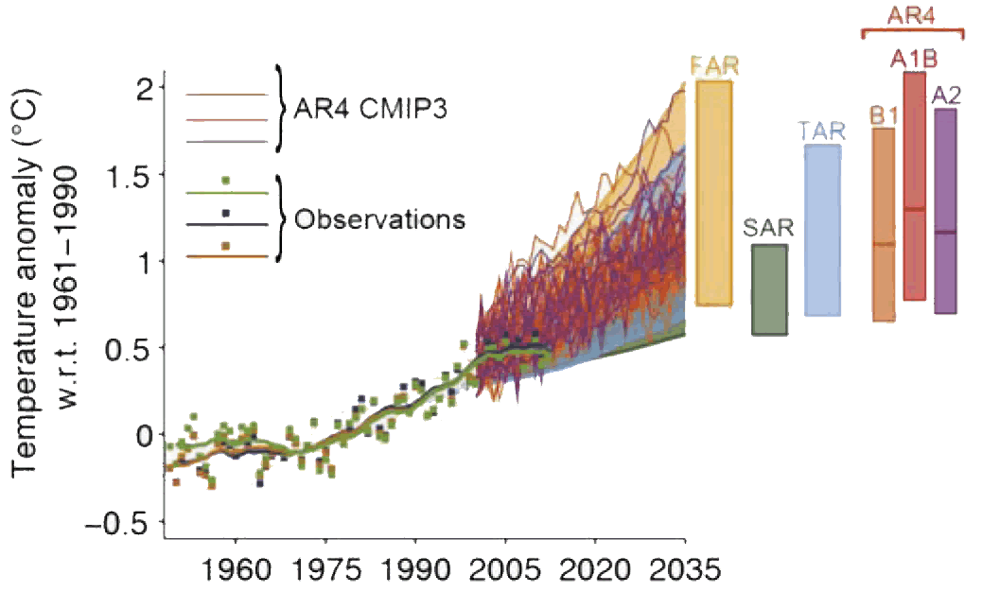 AR4
FAR
A1B
2
A2
AR4 CMIP3
B1
TAR
1.5
Observations
SAR
1
0.5
0
−0.5
1960 1975 1990 2005 2020 2035
Temperature anomaly (°C)
w.r.t. 1961−1990